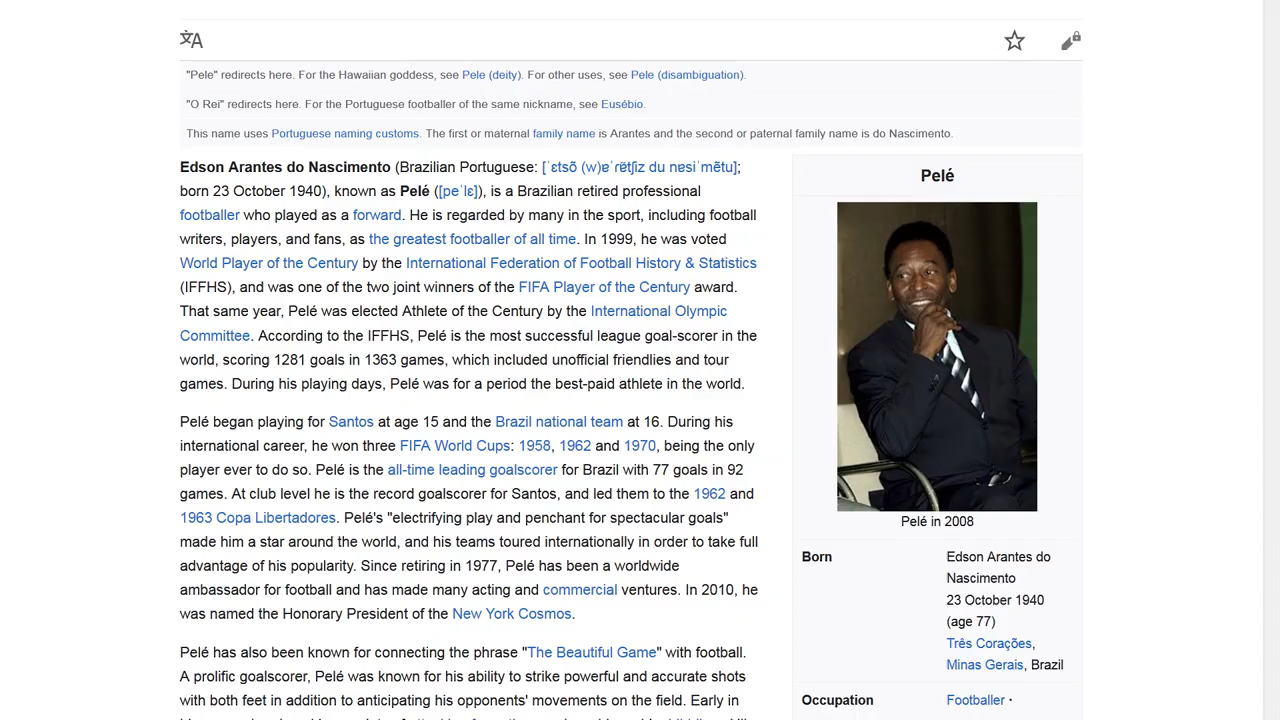 "Pele" redirects here. For the Hawaiian goddess, see Pele (deity). For other uses, see Pele (disambiguation).
"O Rei" redirects here. For the Portuguese footballer of the same nickname, see Eusébio.
This name uses Portuguese naming customs. The first or maternal family name is Arantes and the second or paternal family name is do Nascimento.
Edson Arantes do Nascimento (Brazilian Portuguese: [ˈɛtsõ (w)ɐˈɾɐ̃tʃiz du nɐsiˈmẽtu];
born 23 October 1940), known as Pelé ([peˈlɛ]), is a Brazilian retired professional
footballer who played as a forward. He is regarded by many in the sport, including football
writers, players, and fans, as the greatest footballer of all time. In 1999, he was voted
World Player of the Century by the International Federation of Football History & Statistics
(IFFHS), and was one of the two joint winners of the FIFA Player of the Century award.
That same year, Pelé was elected Athlete of the Century by the International Olympic
Committee. According to the IFFHS, Pelé is the most successful league goal-scorer in the
world, scoring 1281 goals in 1363 games, which included unofficial friendlies and tour
games. During his playing days, Pelé was for a period the best-paid athlete in the world.
Pelé began playing for Santos at age 15 and the Brazil national team at 16. During his
international career, he won three FIFA World Cups: 1958, 1962 and 1970, being the only
player ever to do so. Pelé is the all-time leading goalscorer for Brazil with 77 goals in 92
games. At club level he is the record goalscorer for Santos, and led them to the 1962 and
1963 Copa Libertadores. Pelé's "electrifying play and penchant for spectacular goals"
made him a star around the world, and his teams toured internationally in order to take full
advantage of his popularity. Since retiring in 1977, Pelé has been a worldwide
ambassador for football and has made many acting and commercial ventures. In 2010, he
was named the Honorary President of the New York Cosmos.
Pelé has also been known for connecting the phrase "The Beautiful Game" with football.
A prolific goalscorer, Pelé was known for his ability to strike powerful and accurate shots
with both feet in addition to anticipating his opponents' movements on the field. Early in
Pelé
Pelé in 2008
Born
Edson Arantes do
Nascimento
23 October 1940
(age 77)
Três Corações,
Minas Gerais, Brazil
Occupation
Footballer ·